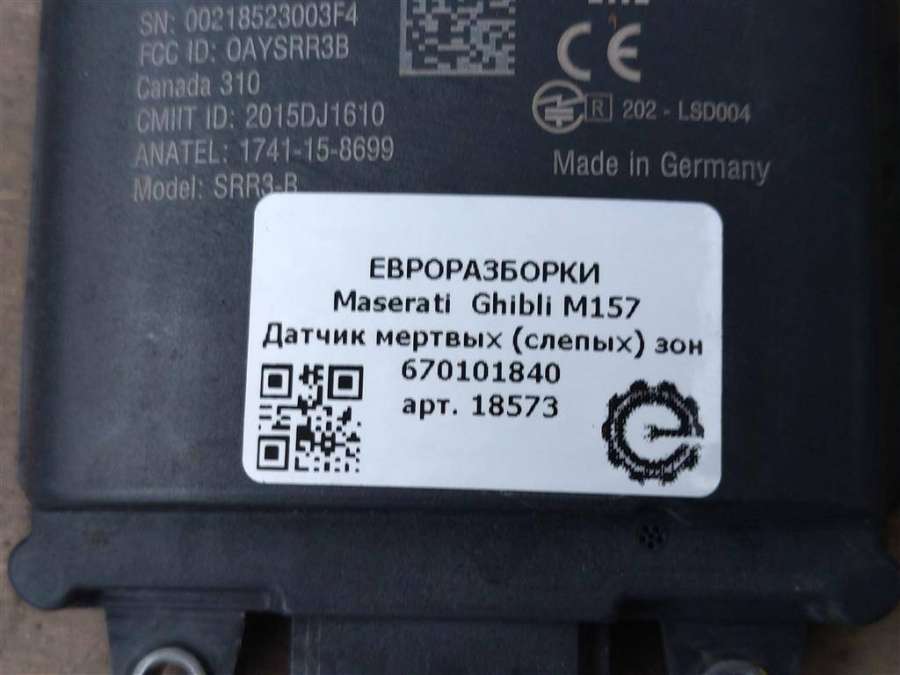 SN: 00218523003F4
FCC ID: OAYSRR3B
Canada 310
CMIIT ID: 2015DJ1610
ANATEL: 1741-15-8699
Model: SRR3-B
CE
R 202 - LSD004
Made in Germany
ЕВРОРАЗБОРКИ
Maserati Ghibli M157
Датчик мертвых (слепых) зон
670101840
арт. 18573